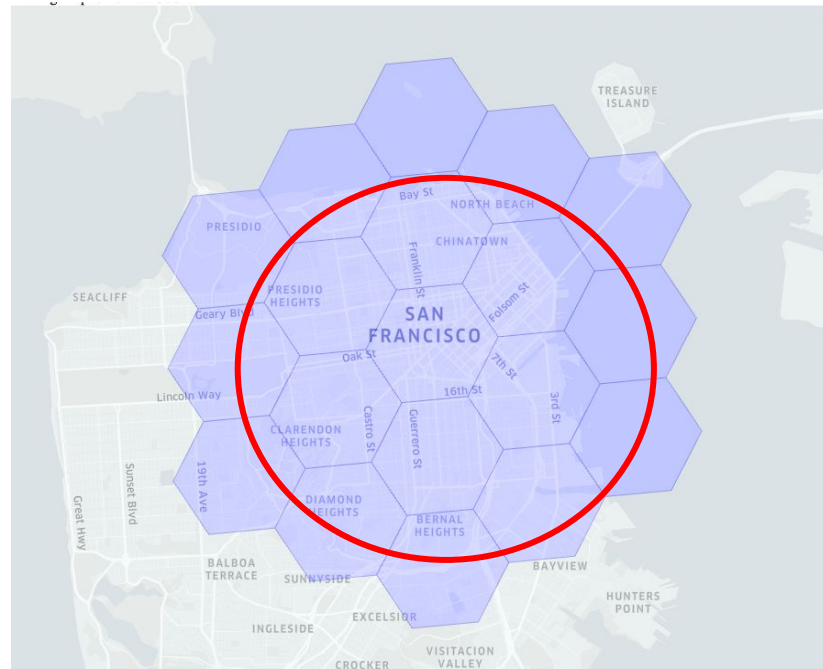 TREASURE
ISLAND
Bay St
NORTH BEACH
PRESIDIO
CHINATOWN
Franklin St
SEACLIFF
PRESIDIO
HEIGHTS
Geary Blvd
Folsom St
SAN
FRANCISCO
Oak St
7th St
Lincoln Way
16th St
3rd St
Castro St
Guerrero St
CLARENDON
HEIGHTS
19th Ave
Sunset Blvd
Great Hwy
DIAMOND
HEIGHTS
BERNAL
HEIGHTS
BALBOA
TERRACE
SUNNYSIDE
BAYVIEW
HUNTERS
POINT
EXCELSIOR
INGLESIDE
VISITACION
VALLEY
CROCKER